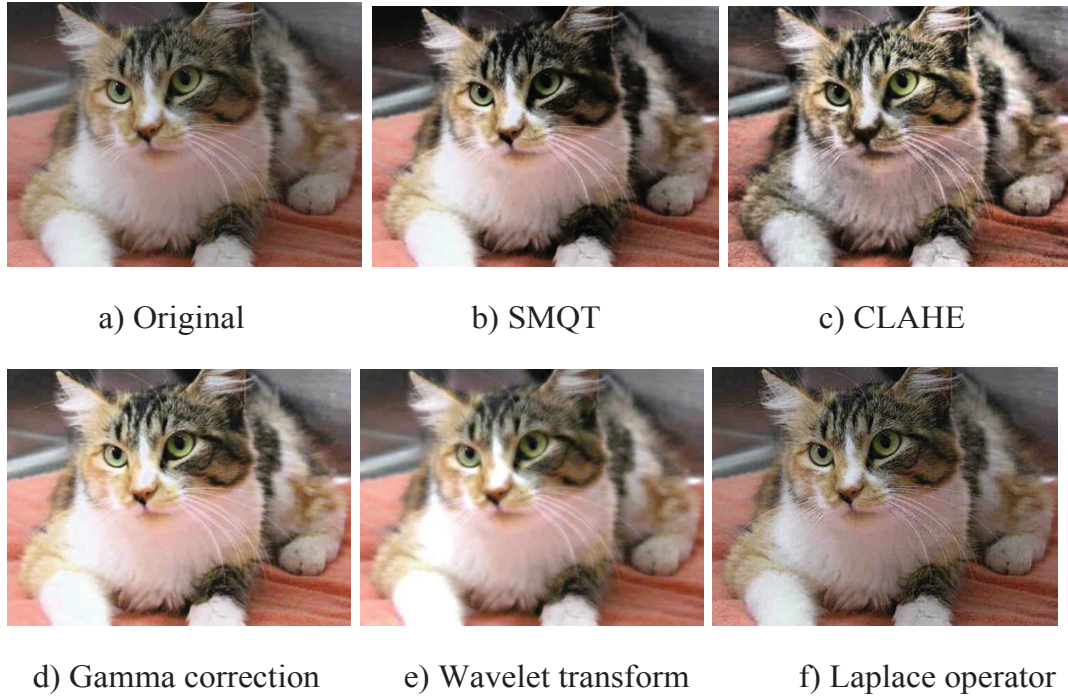 a) Original
b) SMQT
c) CLAHE
d) Gamma correction
e) Wavelet transform
f) Laplace operator